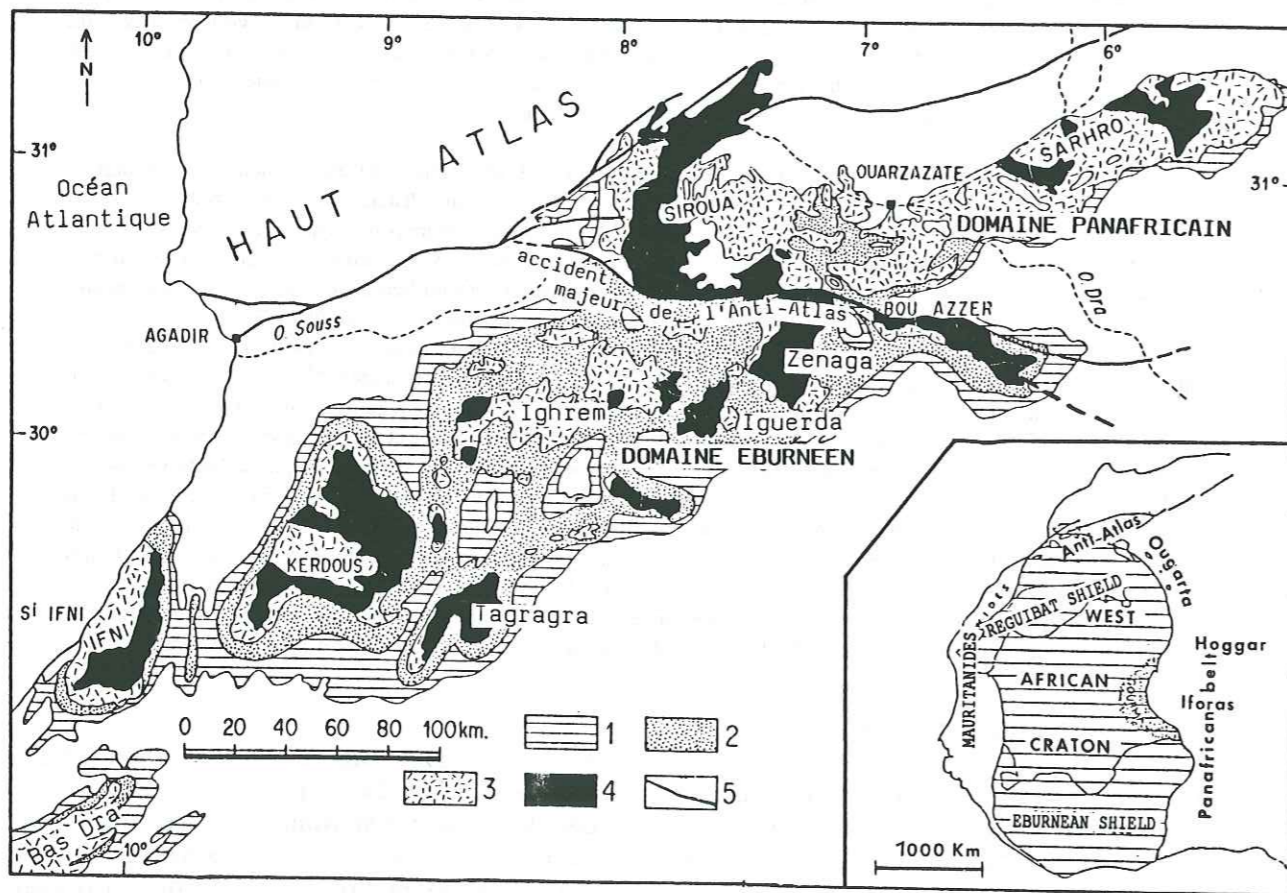 10°
9°
8°
7°
6°
N
31°
31°
Océan
Atlantique
HAUT ATLAS
SIROUA
OUARZAZATE
SARHRO
DOMAINE PANAFRICAIN
accident
majeur de l'Anti-Atlas
BOU AZZER
O. Dra
AGADIR
O. Souss
Zenaga
Ighrem
Iguerda
30°
DOMAINE EBURNEEN
KERDOUS
Tagragra
Si IFNI
IFNI
Bas Dra
10°
0 20 40 60 80 100 km.
1
2
3
4
5
Anti-Atlas
Ougarta
REGUIBAT SHIELD
WEST
AFRICAN
CRATON
MAURITANIDES
Hoggar
Iforas
Panafrican belt
EBURNEAN SHIELD
1000 Km